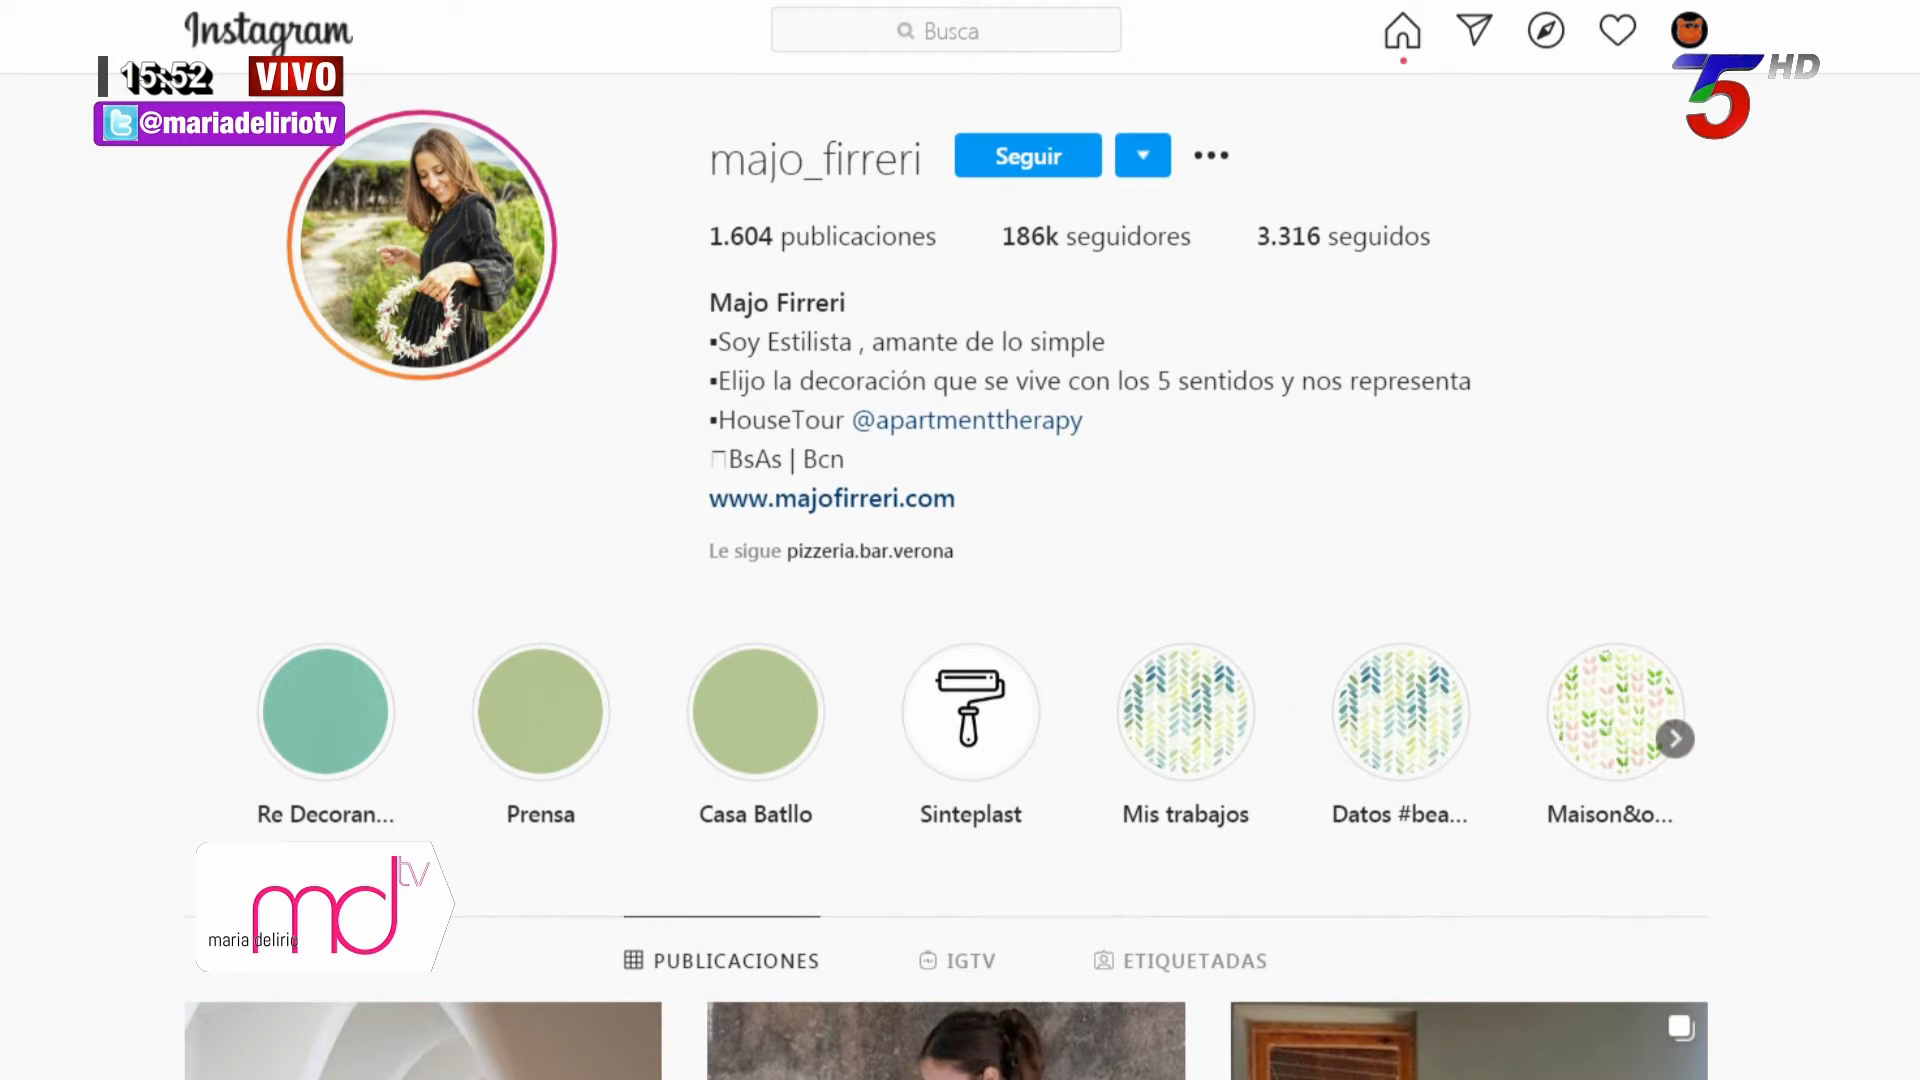 Instagram
Busca
15:52 VIVO
@mariadeliriotv
5 HD
majo_firreri Seguir
1.604 publicaciones 186k seguidores 3.316 seguidos
Majo Firreri
▪Soy Estilista , amante de lo simple
▪Elijo la decoración que se vive con los 5 sentidos y nos representa
▪HouseTour @apartmenttherapy
BsAs | Bcn
www.majofirreri.com
Le sigue pizzeria.bar.verona
Re Decoran... Prensa Casa Batllo Sinteplast Mis trabajos Datos #bea... Maison&o...
md tv
maria delirio
PUBLICACIONES IGTV ETIQUETADAS